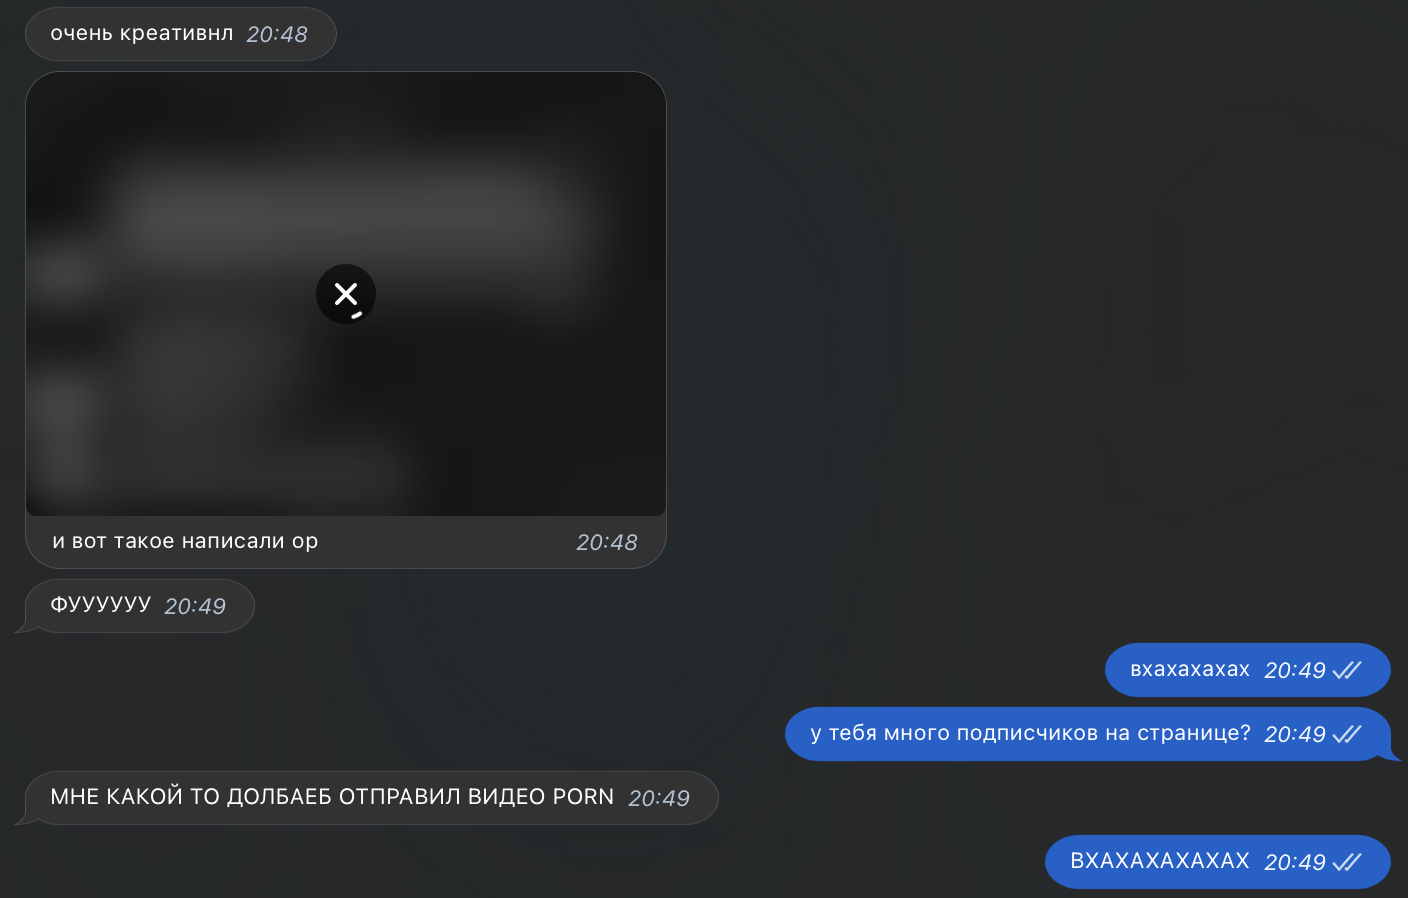 очень креативнл 20:48
и вот такое написали ор 20:48
ФУУУУУУ 20:49
вхахахахах 20:49
у тебя много подписчиков на странице? 20:49
МНЕ КАКОЙ ТО ДОЛБАЕБ ОТПРАВИЛ ВИДЕО PORN 20:49
ВХАХАХАХАХАХ 20:49